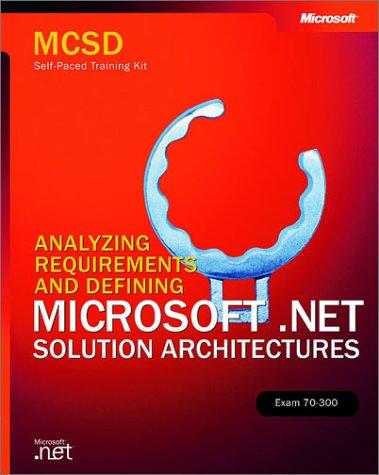 Microsoft
MCSD
Self-Paced Training Kit
ANALYZING
REQUIREMENTS
AND DEFINING
MICROSOFT .NET
SOLUTION ARCHITECTURES
Exam 70-300
Microsoft
.net